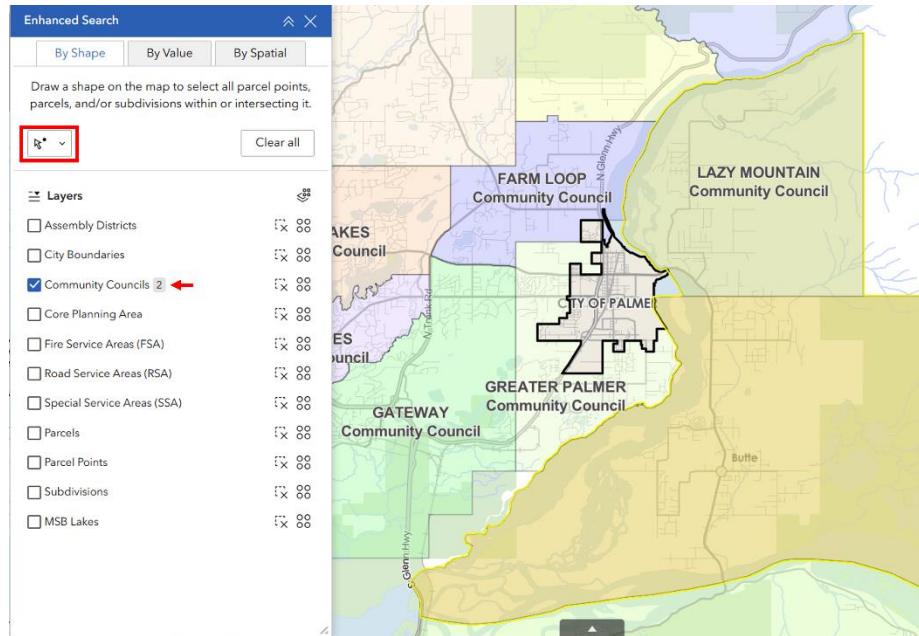 Enhanced Search
By Shape
By Value
By Spatial
Draw a shape on the map to select all parcel points,
parcels, and/or subdivisions within or intersecting it.
Clear all
Layers
Assembly Districts
City Boundaries
Community Councils 2
Core Planning Area
Fire Service Areas (FSA)
Road Service Areas (RSA)
Special Service Areas (SSA)
Parcels
Parcel Points
Subdivisions
MSB Lakes
N Glenn Hwy
FARM LOOP
Community Council
LAZY MOUNTAIN
Community Council
AKES
Council
N Trunk Rd
CITY OF PALMER
ES
ouncil
GREATER PALMER
Community Council
GATEWAY
Community Council
Butte
S Glenn Hwy